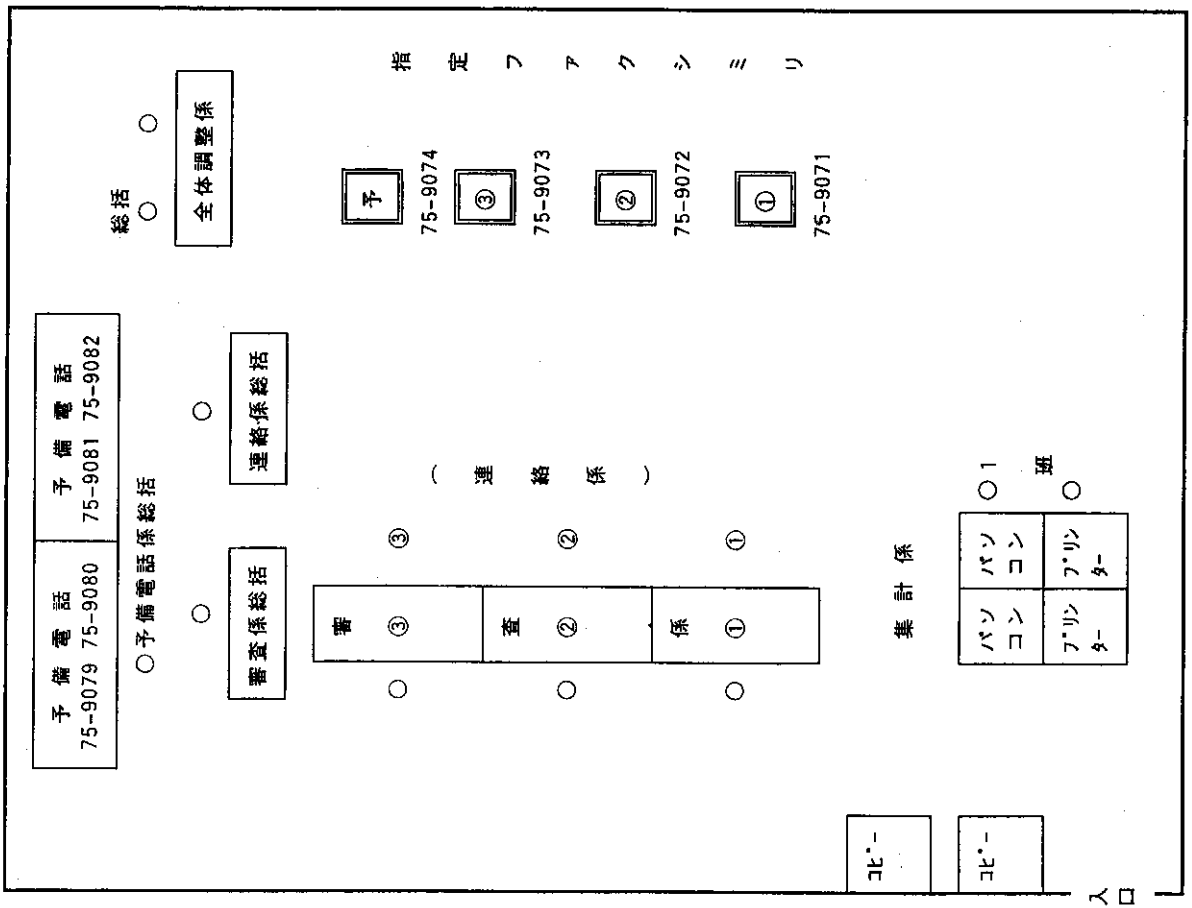 総括
全体調整係
指定ファクシミリ
予
75-9074
③
75-9073
②
75-9072
①
75-9071
予備電話
75-9081 75-9082
予備電話
75-9079 75-9080
予備電話係総括
連絡係総括
審査係総括
(連絡係)
③
②
①
審
③
査
②
係
①
集計係
1班
パソコン
パソコン
プリンター
プリンター
コピー
コピー
入口